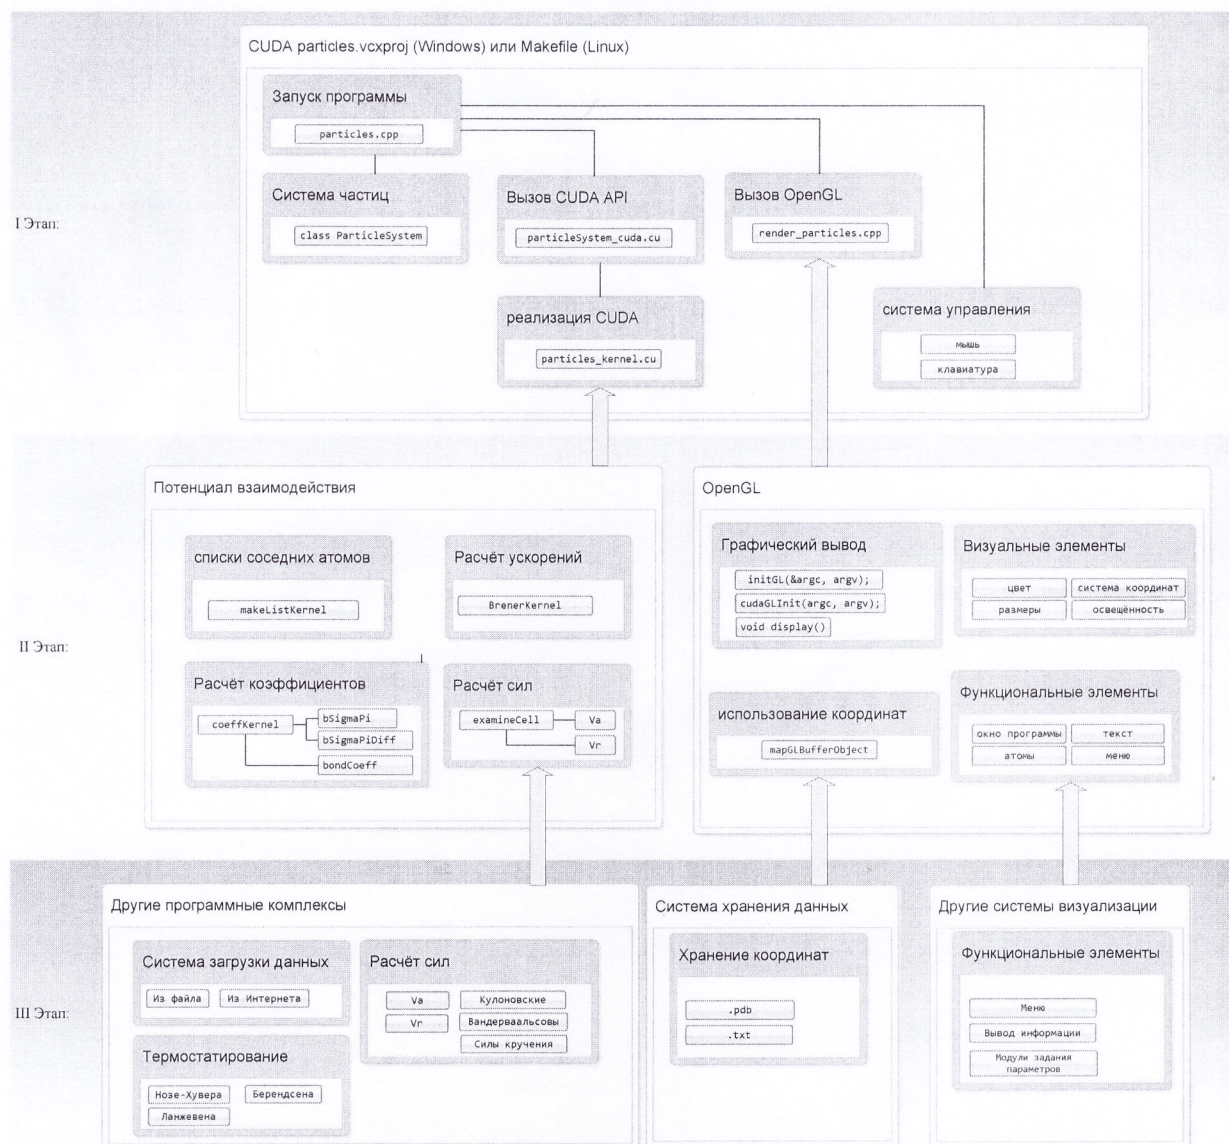 CUDA particles.vcxproj (Windows) или Makefile (Linux)
Запуск программы
particles.cpp
Система частиц
class ParticleSystem
Вызов CUDA API
particleSystem_cuda.cu
Вызов OpenGL
render_particles.cpp
I Этап:
реализация CUDA
particles_kernel.cu
система управления
мышь
клавиатура
Потенциал взаимодействия
списки соседних атомов
makeListKernel
Расчёт ускорений
BrenerKernel
Расчёт коэффициентов
coeffKernel
bSigmaPi
bSigmaPiDiff
bondCoeff
Расчёт сил
examineCell
Va
Vr
II Этап:
OpenGL
Графический вывод
initGL(&argc, argv);
cudaGLInit(argc, argv);
void display()
Визуальные элементы
цвет
система координат
размеры
освещённость
использование координат
mapGLBufferObject
Функциональные элементы
окно программы
текст
атомы
меню
III Этап:
Другие программные комплексы
Система загрузки данных
Из файла
Из Интернета
Термостатирование
Нозе-Хувера
Берендсена
Ланжевена
Расчёт сил
Va
Кулоновские
Vr
Вандерваальсовы
Силы кручения
Система хранения данных
Хранение координат
.pdb
.txt
Другие системы визуализации
Функциональные элементы
Меню
Вывод информации
Модули задания
параметров